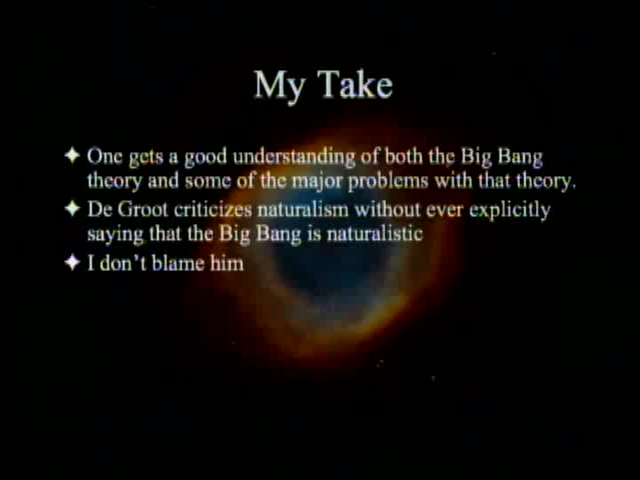 My Take
One gets a good understanding of both the Big Bang
theory and some of the major problems with that theory.
De Groot criticizes naturalism without ever explicitly
saying that the Big Bang is naturalistic
I don't blame him